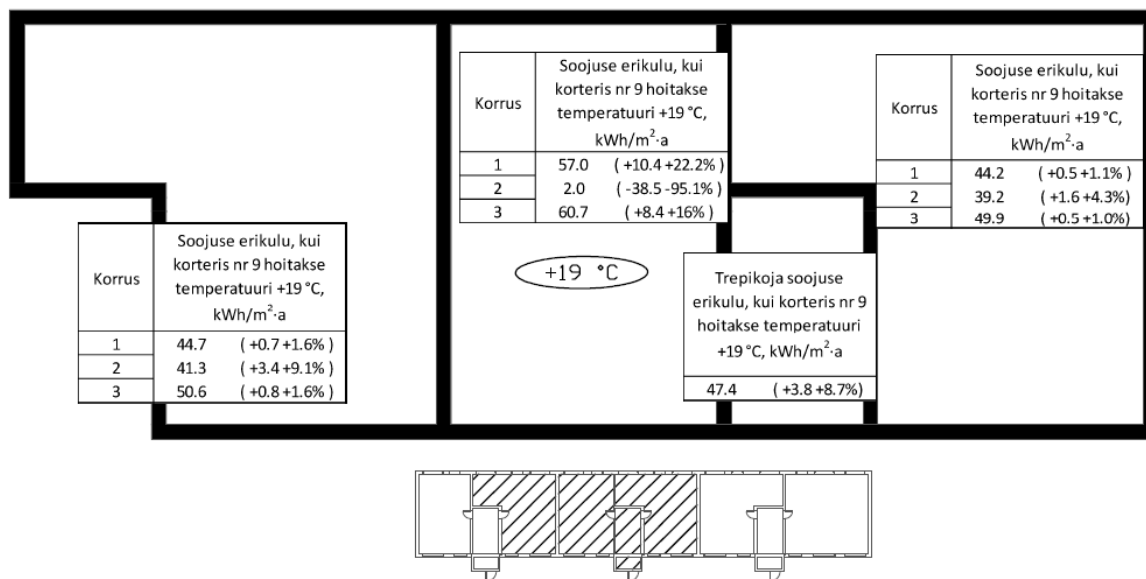 Korrus
Soojuse erikulu, kui
korteris nr 9 hoitakse
temperatuuri +19 °C,
kWh/m²·a
1 57.0 ( +10.4 +22.2% )
2 2.0 ( -38.5 -95.1% )
3 60.7 (+8.4 +16% )
Korrus
Soojuse erikulu, kui
korteris nr 9 hoitakse
temperatuuri +19 °C,
kWh/m²·a
1 44.2 ( +0.5 +1.1% )
2 39.2 ( +1.6 +4.3%)
3 49.9 ( +0.5 +1.0%)
Korrus
Soojuse erikulu, kui
korteris nr 9 hoitakse
temperatuuri +19 °C,
kWh/m²·a
1 44.7 ( +0.7 +1.6% )
2 41.3 ( +3.4 +9.1%)
3 50.6 ( +0.8 +1.6%)
+19 °C
Trepikoja soojuse
erikulu, kui korteris nr 9
hoitakse temperatuuri
+19 °C, kWh/m²·a
47.4 (+3.8 +8.7%)